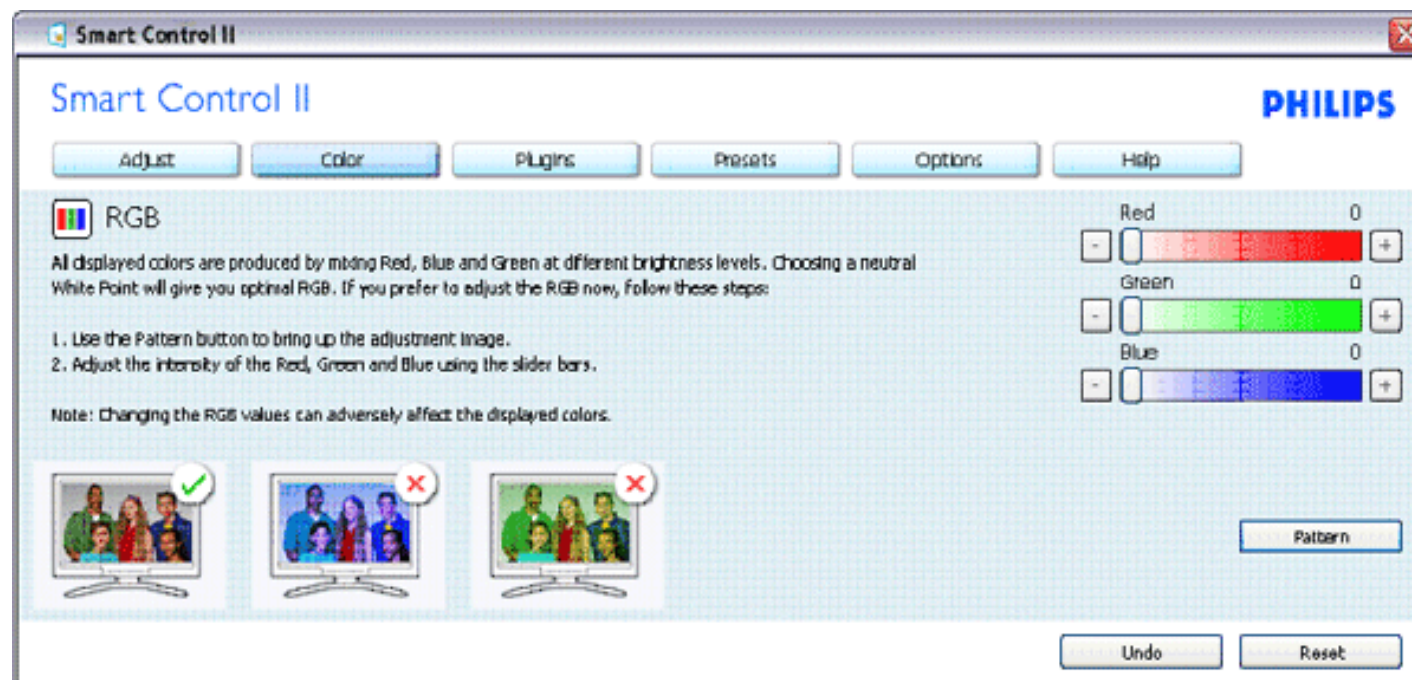 Smart Control II
Smart Control II
PHILIPS
Adjust Color Plugins Presets Options Help
RGB
All displayed colors are produced by mixing Red, Blue and Green at different brightness levels. Choosing a neutral
White Point will give you optimal RGB. If you prefer to adjust the RGB now, follow these steps:
1. Use the Pattern button to bring up the adjustment image.
2. Adjust the intensity of the Red, Green and Blue using the slider bars.
Note: Changing the RGB values can adversely affect the displayed colors.
Red 0
- +
Green 0
- +
Blue 0
- +
Pattern
Undo Reset